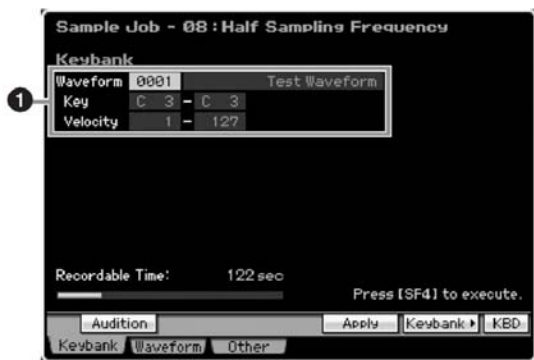 Sample Job - 08:Half Sampling Frequency
Keybank
Waveform 0001 Test Waveform
1
Key C 3 - C 3
Velocity 1 - 127
Recordable Time: 122 sec
Press [SF4] to execute.
Audition Apply Keybank KBD
Keybank Waveform Other